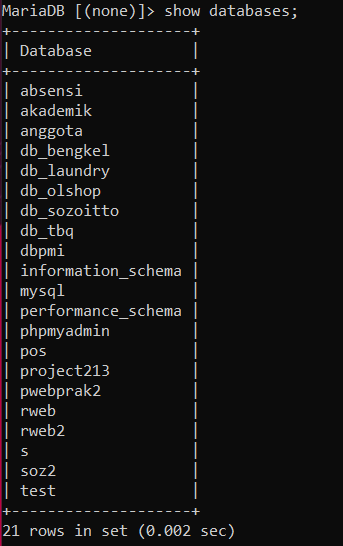 MariaDB [(none)]> show databases;
+--------------------+
| Database           |
+--------------------+
| absensi            |
| akademik           |
| anggota            |
| db_bengkel         |
| db_laundry         |
| db_olshop          |
| db_sozoitto        |
| db_tbq             |
| dbpmi              |
| information_schema |
| mysql              |
| performance_schema |
| phpmyadmin         |
| pos                |
| project213         |
| pwebprak2          |
| rweb               |
| rweb2              |
| s                  |
| soz2               |
| test               |
+--------------------+
21 rows in set (0.002 sec)